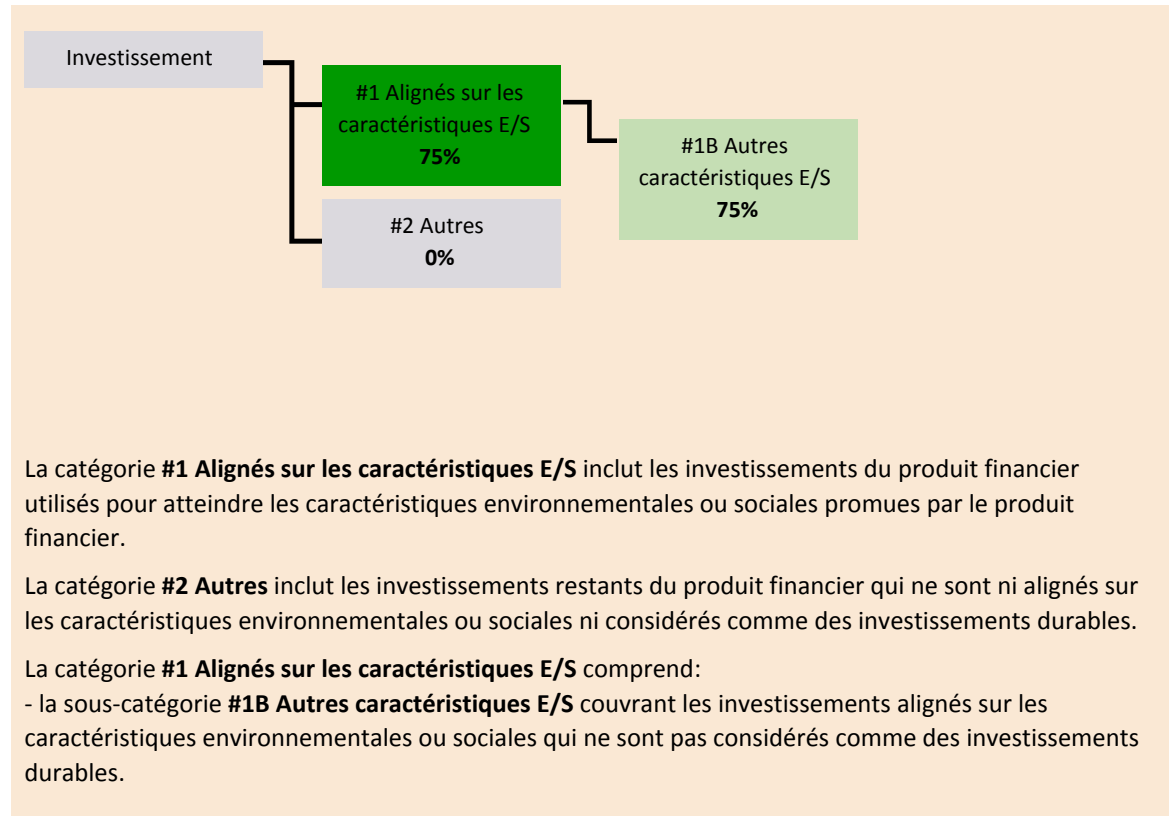 Investissement
#1 Alignés sur les
caractéristiques E/S
75%
#1B Autres
caractéristiques E/S
75%
#2 Autres
0%
La catégorie #1 Alignés sur les caractéristiques E/S inclut les investissements du produit financier
utilisés pour atteindre les caractéristiques environnementales ou sociales promues par le produit
financier.
La catégorie #2 Autres inclut les investissements restants du produit financier qui ne sont ni alignés sur
les caractéristiques environnementales ou sociales ni considérés comme des investissements durables.
La catégorie #1 Alignés sur les caractéristiques E/S comprend:
- la sous-catégorie #1B Autres caractéristiques E/S couvrant les investissements alignés sur les
caractéristiques environnementales ou sociales qui ne sont pas considérés comme des investissements
durables.